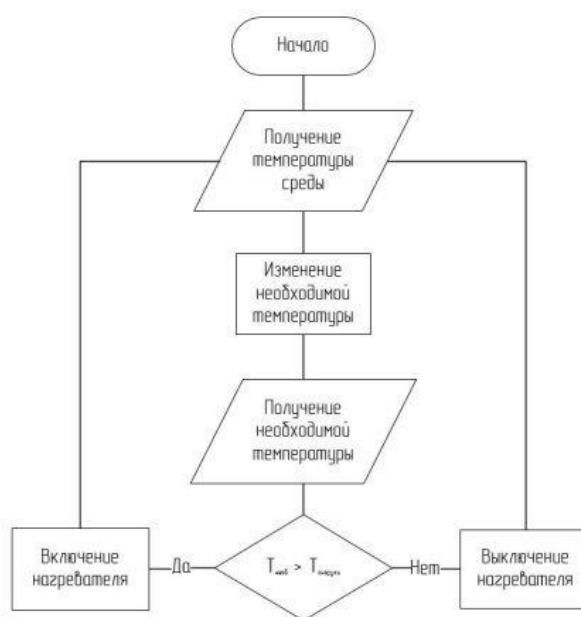 Начало
Получение
температуры
среды
Изменение
необходимой
температуры
Получение
необходимой
температуры
Включение
нагревателя
Да
T >  T
Нет
Выключение
нагревателя